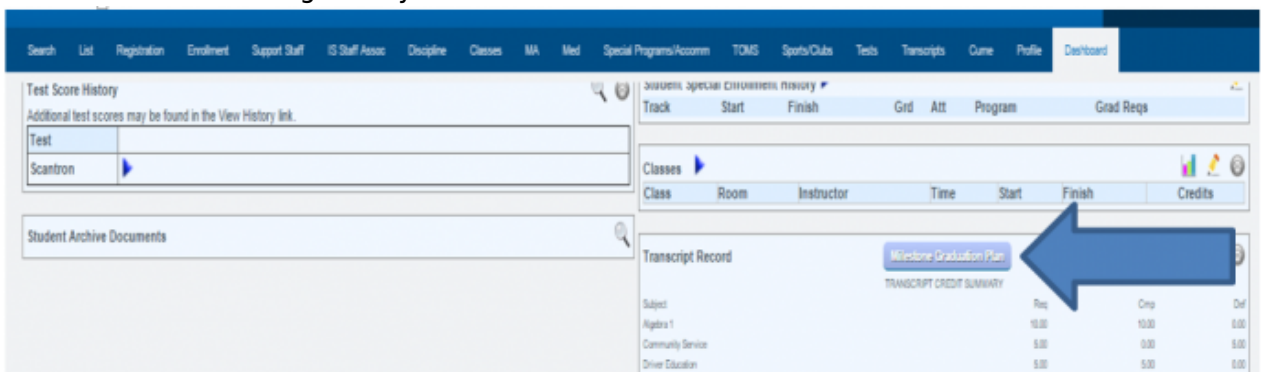 Search List Registration Enrollment Support Staff IS Staff Assoc Discipline Classes MA Med Special Programs/Accomm TOMS Sports/Clubs Tests Transcripts Cume Profile Dashboard
Test Score History
Additional test scores may be found in the View History link.
Test
Scantron
Student Archive Documents
Student Special Enrollment History
Track Start Finish Grd Att Program Grad Reqs
Classes
Class Room Instructor Time Start Finish Credits
Transcript Record Milestone Graduation Plan
TRANSCRIPT CREDIT SUMMARY
Subject Req Cmp Def
Algebra 1 10.00 10.00 0.00
Community Service 5.00 0.00 5.00
Driver Education 5.00 5.00 0.00